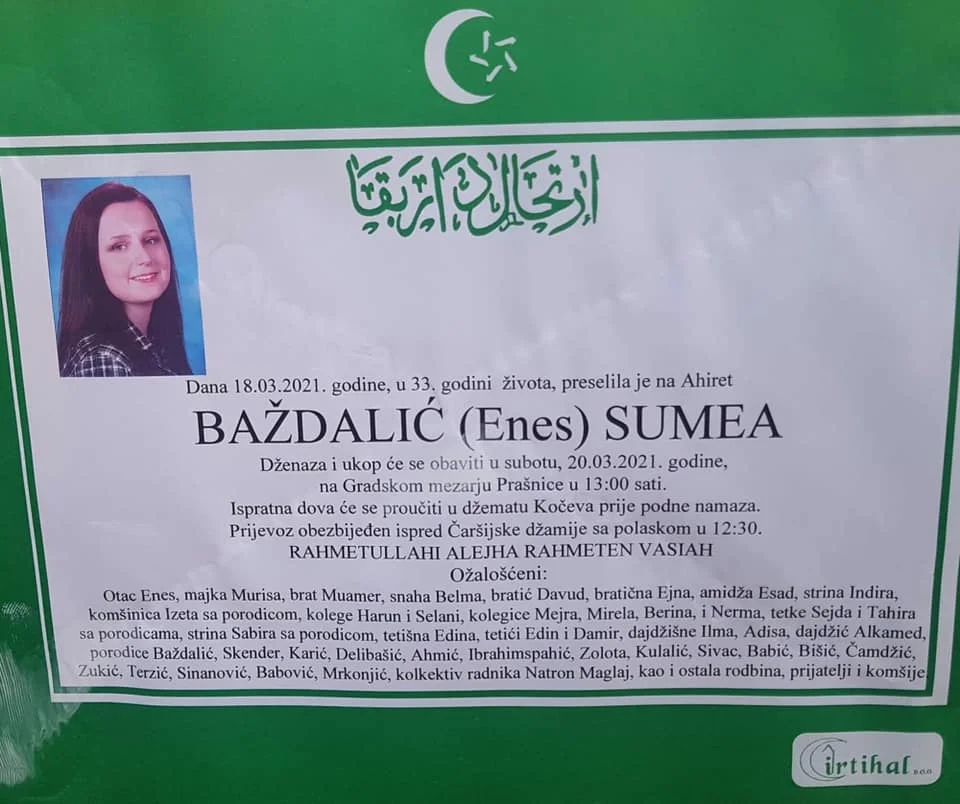 إرتحال دار بقا
Dana 18.03.2021. godine, u 33. godini života, preselila je na Ahiret
BAŽDALIĆ (Enes) SUMEA
Dženaza i ukop će se obaviti u subotu, 20.03.2021. godine,
na Gradskom mezarju Prašnice u 13:00 sati.
Ispratna dova će se proučiti u džematu Kočeva prije podne namaza.
Prijevoz obezbijeđen ispred Čaršijske džamije sa polaskom u 12:30.
RAHMETULLAHI ALEJHA RAHMETEN VASIAH
Ožalošćeni:
Otac Enes, majka Murisa, brat Muamer, snaha Belma, bratić Davud, bratična Ejna, amidža Esad, strina Indira,
komšinica Izeta sa porodicom, kolege Harun i Selani, kolegice Mejra, Mirela, Berina, i Nerma, tetke Sejda i Tahira
sa porodicama, strina Sabira sa porodicom, tetišna Edina, tetići Edin i Damir, dajdžišne Ilma, Adisa, dajdžić Alkamed,
porodice Baždalić, Skender, Karić, Delibašić, Ahmić, Ibrahimspahić, Zolota, Kulalić, Sivac, Babić, Bišić, Čamdžić,
Zukić, Terzić, Sinanović, Babović, Mrkonjić, kolkektiv radnika Natron Maglaj, kao i ostala rodbina, prijatelji i komšije.
îrtihal D.O.O